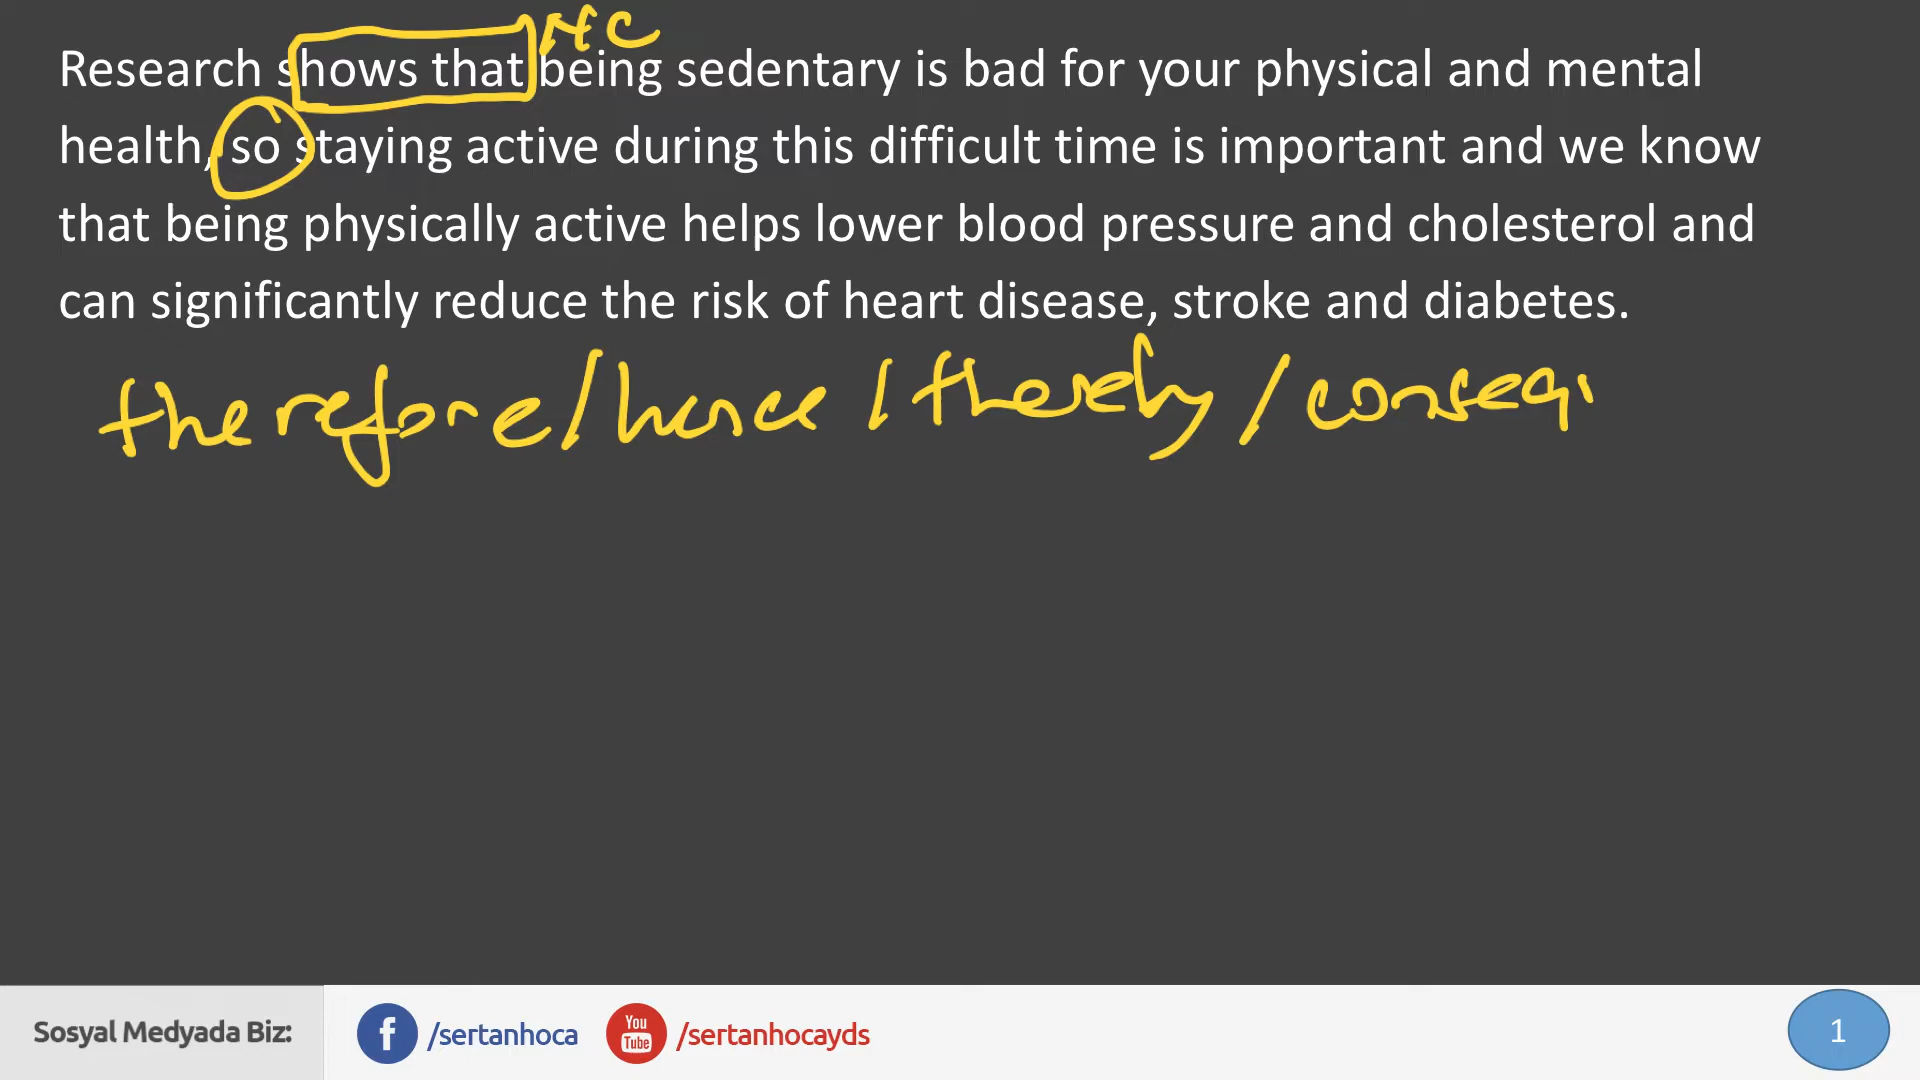 NC
Research shows that being sedentary is bad for your physical and mental
health, so staying active during this difficult time is important and we know
that being physically active helps lower blood pressure and cholesterol and
can significantly reduce the risk of heart disease, stroke and diabetes.
therefore/hence/thereby/consequ
Sosyal Medyada Biz: f /sertanhoca You Tube /sertanhocayds 1